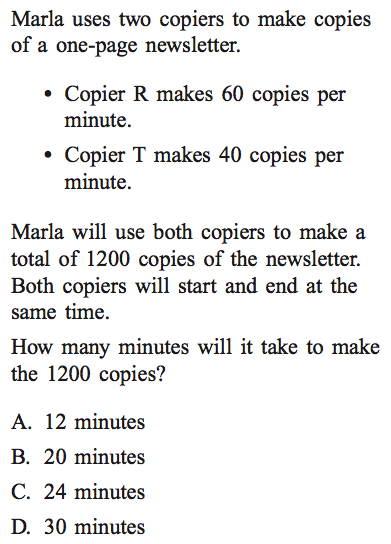 Marla uses two copiers to make copies
of a one-page newsletter.
• Copier R makes 60 copies per
minute.
• Copier T makes 40 copies per
minute.
Marla will use both copiers to make a
total of 1200 copies of the newsletter.
Both copiers will start and end at the
same time.
How many minutes will it take to make
the 1200 copies?
A. 12 minutes
B. 20 minutes
C. 24 minutes
D. 30 minutes